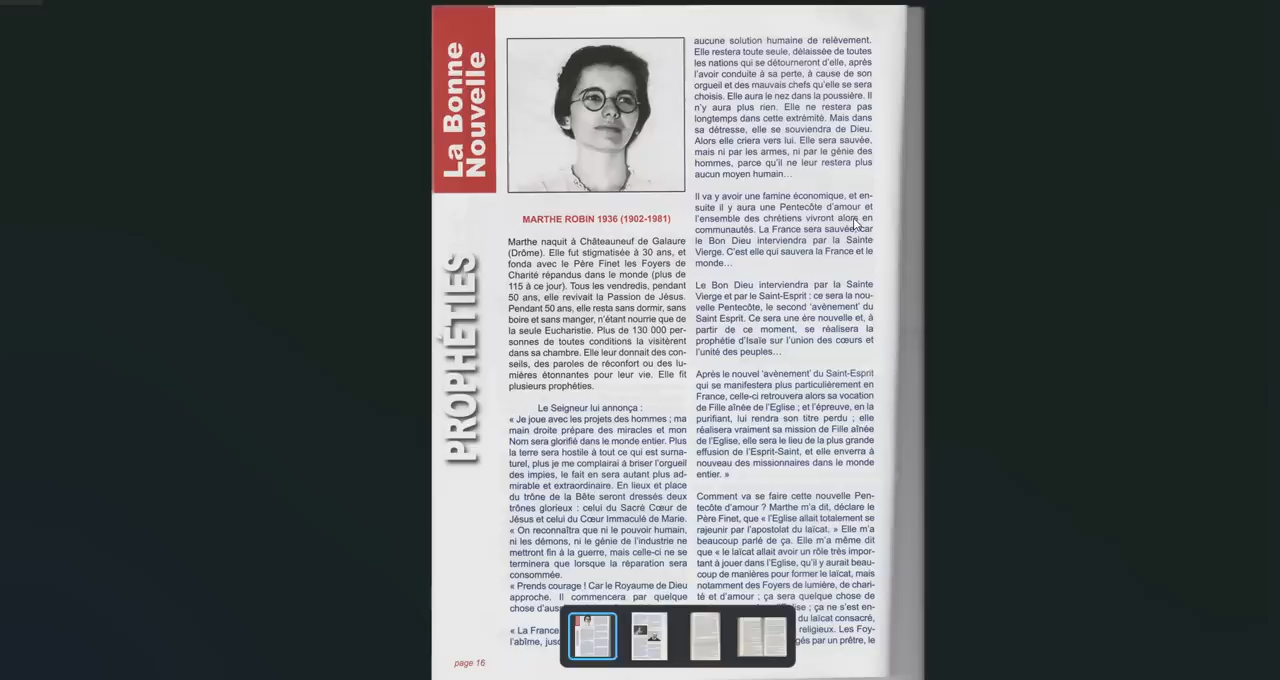 La Bonne
Nouvelle
PROPHÉTIES
MARTHE ROBIN 1936 (1902-1981)
Marthe naquit à Châteauneuf de Galaure
(Drôme). Elle fut stigmatisée à 30 ans, et
fonda avec le Père Finet les Foyers de
Charité répandus dans le monde (plus de
115 à ce jour). Tous les vendredis, pendant
50 ans, elle revivait la Passion de Jésus.
Pendant 50 ans, elle resta sans dormir, sans
boire et sans manger, n'étant nourrie que de
la seule Eucharistie. Plus de 130 000 per-
sonnes de toutes conditions la visitèrent
dans sa chambre. Elle leur donnait des con-
seils, des paroles de réconfort ou des lu-
mières étonnantes pour leur vie. Elle fit
plusieurs prophéties.
Le Seigneur lui annonça :
« Je joue avec les projets des hommes ; ma
main droite prépare des miracles et mon
Nom sera glorifié dans le monde entier. Plus
la terre sera hostile à tout ce qui est surna-
turel, plus je me complairai à briser l'orgueil
des impies, le fait en sera autant plus ad-
mirable et extraordinaire. En lieux et place
du trône de la Bête seront dressés deux
trônes glorieux : celui du Sacré Cœur de
Jésus et celui du Cœur Immaculé de Marie.
« On reconnaîtra que ni le pouvoir humain,
ni les démons, ni le génie de l'industrie ne
mettront fin à la guerre, mais celle-ci ne se
terminera que lorsque la réparation sera
consommée.
« Prends courage ! Car le Royaume de Dieu
approche. Il commencera par quelque
chose
« La France
l'abîme,
page 16
aucune solution humaine de relèvement.
Elle restera toute seule, délaissée de toutes
les nations qui se détourneront d'elle, après
l'avoir conduite à sa perte, à cause de son
orgueil et des mauvais chefs qu'elle se sera
choisis. Elle aura le nez dans la poussière. Il
n'y aura plus rien. Elle ne restera pas
longtemps dans cette extrémité. Mais dans
sa détresse, elle se souviendra de Dieu.
Alors elle criera vers lui. Elle sera sauvée,
mais ni par les armes, ni par le génie des
hommes, parce qu'il ne leur restera plus
aucun moyen humain…
Il va y avoir une famine économique, et en-
suite il y aura une Pentecôte d'amour et
l'ensemble des chrétiens vivront alors en
communautés. La France sera sauvée, car
le Bon Dieu interviendra par la Sainte
Vierge. C'est elle qui sauvera la France et le
monde…
Le Bon Dieu interviendra par la Sainte
Vierge et par le Saint-Esprit : ce sera la nou-
velle Pentecôte, le second 'avènement' du
Saint Esprit. Ce sera une ère nouvelle et, à
partir de ce moment, se réalisera la
prophétie d'Isaïe sur l'union des cœurs et
l'unité des peuples…
Après le nouvel 'avènement' du Saint-Esprit
qui se manifestera plus particulièrement en
France, celle-ci retrouvera alors sa vocation
de Fille aînée de l'Eglise ; et l'épreuve, en la
purifiant, lui rendra son titre perdu ; elle
réalisera vraiment sa mission de Fille aînée
de l'Eglise, elle sera le lieu de la plus grande
effusion de l'Esprit-Saint, et elle enverra à
nouveau des missionnaires dans le monde
entier. »
Comment va se faire cette nouvelle Pen-
tecôte d'amour ? Marthe m'a dit, déclare le
Père Finet, que « l'Eglise allait totalement se
rajeunir par l'apostolat du laïcat. » Elle m'a
beaucoup parlé de ça. Elle m'a même dit
que « le laïcat allait avoir un rôle très impor-
tant à jouer dans l'Eglise, qu'il y aurait beau-
coup de manières pour former le laïcat, mais
notamment des Foyers de lumière, de chari-
té et d'amour ; ça sera quelque chose de
; ça ne s'est en-
du laïcat consacré,
religieux. Les Foy-
par un prêtre, le